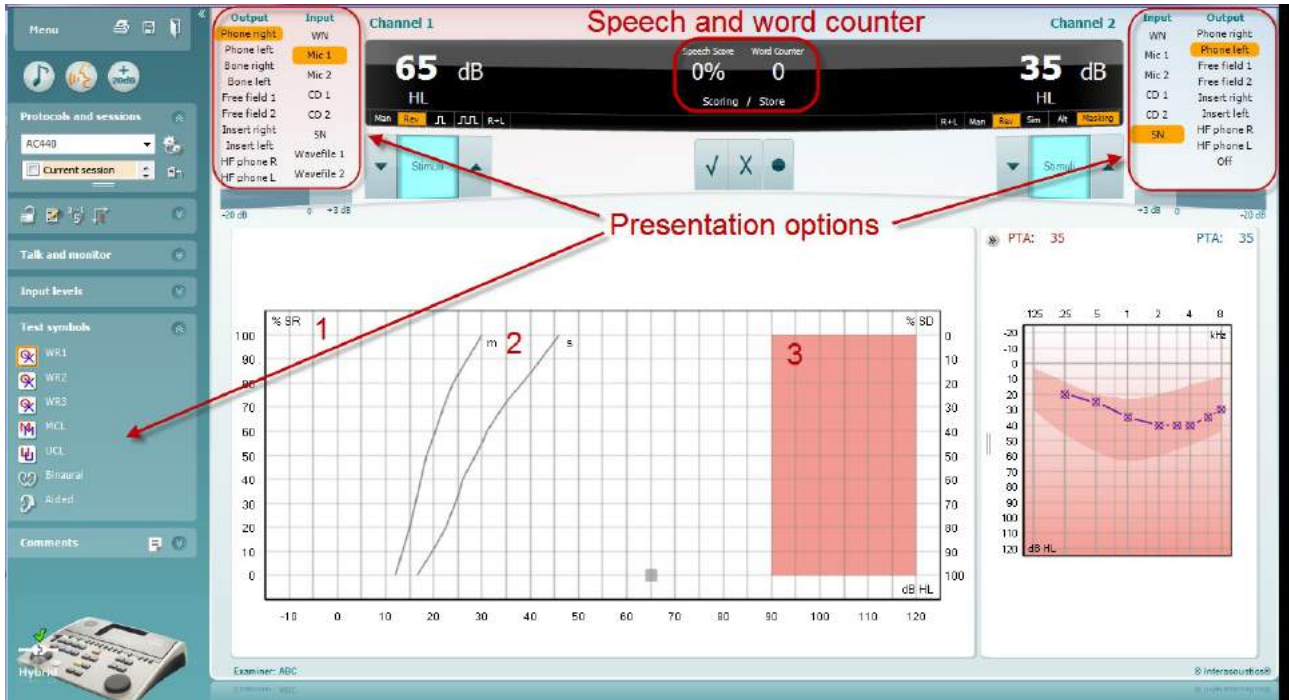 Menu
Protocols and sessions
AC440
Current session
Talk and monitor
Input levels
Test symbols
WR1
WR2
WR3
MCL
UCL
Binaural
Aided
Comments
Hybrid
Output Input
Phone right WN
Phone left Mic 1
Bone right Mic 2
Bone left CD 1
Free field 1 CD 2
Free field 2 SN
Insert right Wavefile 1
Insert left Wavefile 2
HF phone R
HF phone L
Channel 1
Speech and word counter
Channel 2
65 dB
HL
Speech Score Word Counter
0% 0
Scoring / Store
35 dB
HL
Man Rev R+L
R+L Man Rev Sim Alt Masking
Stimuli
Stimuli
-20 dB 0 +3 dB
+3 dB 0 -20 dB
Input Output
WN Phone right
Mic 1 Phone left
Mic 2 Free field 1
CD 1 Free field 2
CD 2 Insert right
SN Insert left
HF phone R
HF phone L
Off
Presentation options
% SR 1 m 2 s 3 % SD
100 0
90 10
80 20
70 30
60 40
50
40 60
30 70
20 80
10 90
0 100
dB HL
-10 0 10 20 30 40 50 60 70 80 90 100 110 120
PTA: 35 PTA: 35
125 25 5 1 2 4 8
kHz
-20
-10
0
10
20
30
40
50
60
70
80
90
100
110
120 dB HL
Examiner: ABC
® Interacoustics®